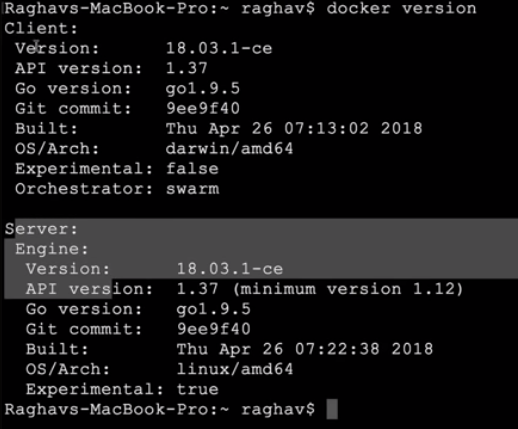 Raghavs-MacBook-Pro:~ raghav$ docker version
Client:
 Version:      18.03.1-ce
 API version:  1.37
 Go version:   go1.9.5
 Git commit:   9ee9f40
 Built:        Thu Apr 26 07:13:02 2018
 OS/Arch:      darwin/amd64
 Experimental: false
 Orchestrator: swarm

Server:
 Engine:
  Version:      18.03.1-ce
  API version:  1.37 (minimum version 1.12)
  Go version:   go1.9.5
  Git commit:   9ee9f40
  Built:        Thu Apr 26 07:22:38 2018
  OS/Arch:      linux/amd64
  Experimental: true
Raghavs-MacBook-Pro:~ raghav$